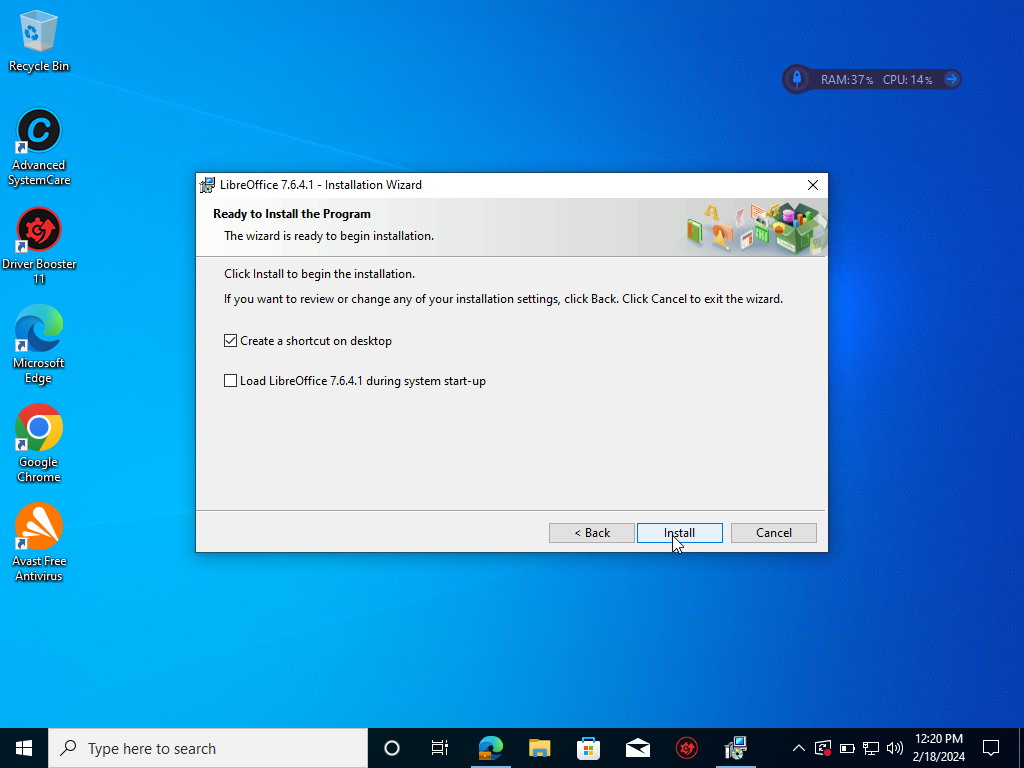 Recycle Bin
Advanced
SystemCare
Driver Booster
11
Microsoft
Edge
Google
Chrome
Avast Free
Antivirus
RAM:37% CPU: 14%
LibreOffice 7.6.4.1 - Installation Wizard
Ready to Install the Program
The wizard is ready to begin installation.
Click Install to begin the installation.
If you want to review or change any of your installation settings, click Back. Click Cancel to exit the wizard.
Create a shortcut on desktop
Load LibreOffice 7.6.4.1 during system start-up
< Back
Install
Cancel
Type here to search
12:20 PM
2/18/2024